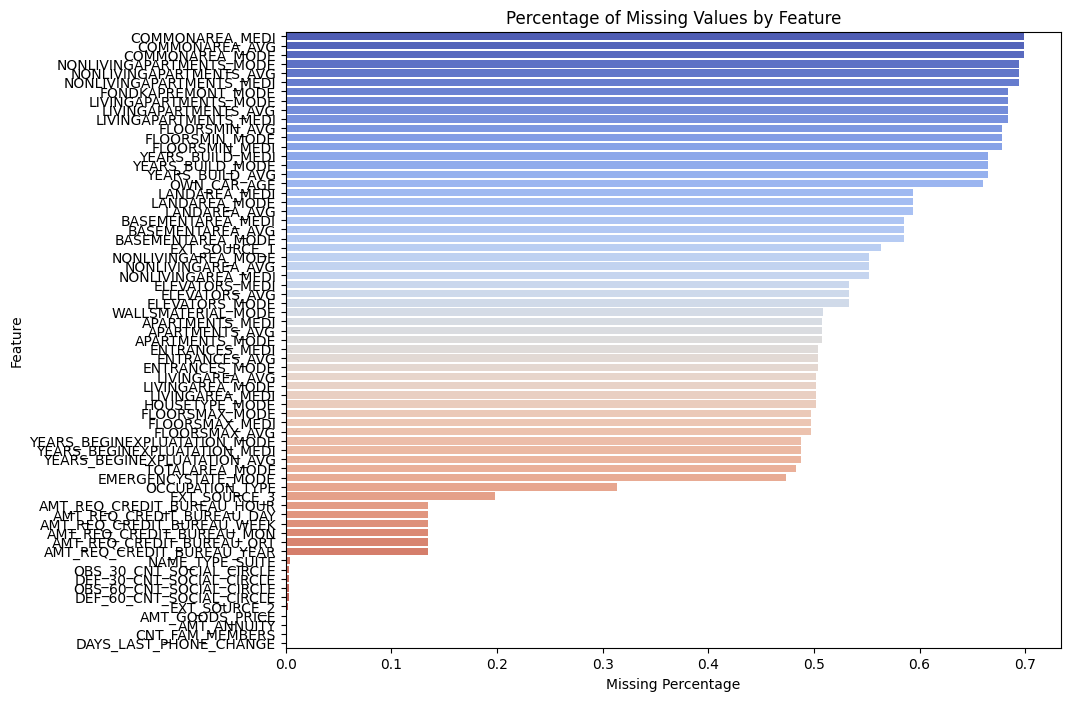 Percentage of Missing Values by Feature
COMMONAREA_MEDI
COMMONAREA_AVG
COMMONAREA_MODE
NONLIVINGAPARTMENTS_MODE
NONLIVINGAPARTMENTS_AVG
NONLIVINGAPARTMENTS_MEDI
FONDKAPREMONT_MODE
LIVINGAPARTMENTS_MODE
LIVINGAPARTMENTS_AVG
LIVINGAPARTMENTS_MEDI
FLOORSMIN_AVG
FLOORSMIN_MODE
FLOORSMIN_MEDI
YEARS_BUILD_MEDI
YEARS_BUILD_MODE
YEARS_BUILD_AVG
OWN_CAR_AGE
LANDAREA_MEDI
LANDAREA_MODE
LANDAREA_AVG
BASEMENTAREA_MEDI
BASEMENTAREA_AVG
BASEMENTAREA_MODE
EXT_SOURCE_1
NONLIVINGAREA_MODE
NONLIVINGAREA_AVG
NONLIVINGAREA_MEDI
ELEVATORS_MEDI
ELEVATORS_AVG
ELEVATORS_MODE
WALLSMATERIAL_MODE
APARTMENTS_MEDI
APARTMENTS_AVG
APARTMENTS_MODE
ENTRANCES_MEDI
ENTRANCES_AVG
ENTRANCES_MODE
LIVINGAREA_AVG
LIVINGAREA_MODE
LIVINGAREA_MEDI
HOUSETYPE_MODE
FLOORSMAX_MODE
FLOORSMAX_MEDI
FLOORSMAX_AVG
YEARS_BEGINEXPLUATATION_MODE
YEARS_BEGINEXPLUATATION_MEDI
YEARS_BEGINEXPLUATATION_AVG
TOTALAREA_MODE
EMERGENCYSTATE_MODE
OCCUPATION_TYPE
EXT_SOURCE_3
AMT_REQ_CREDIT_BUREAU_HOUR
AMT_REQ_CREDIT_BUREAU_DAY
AMT_REQ_CREDIT_BUREAU_WEEK
AMT_REQ_CREDIT_BUREAU_MON
AMT_REQ_CREDIT_BUREAU_QRT
AMT_REQ_CREDIT_BUREAU_YEAR
NAME_TYPE_SUITE
OBS_30_CNT_SOCIAL_CIRCLE
DEF_30_CNT_SOCIAL_CIRCLE
OBS_60_CNT_SOCIAL_CIRCLE
DEF_60_CNT_SOCIAL_CIRCLE
EXT_SOURCE_2
AMT_GOODS_PRICE
AMT_ANNUITY
CNT_FAM_MEMBERS
DAYS_LAST_PHONE_CHANGE
Feature
0.0 0.1 0.2 0.3 0.4 0.5 0.6 0.7
Missing Percentage